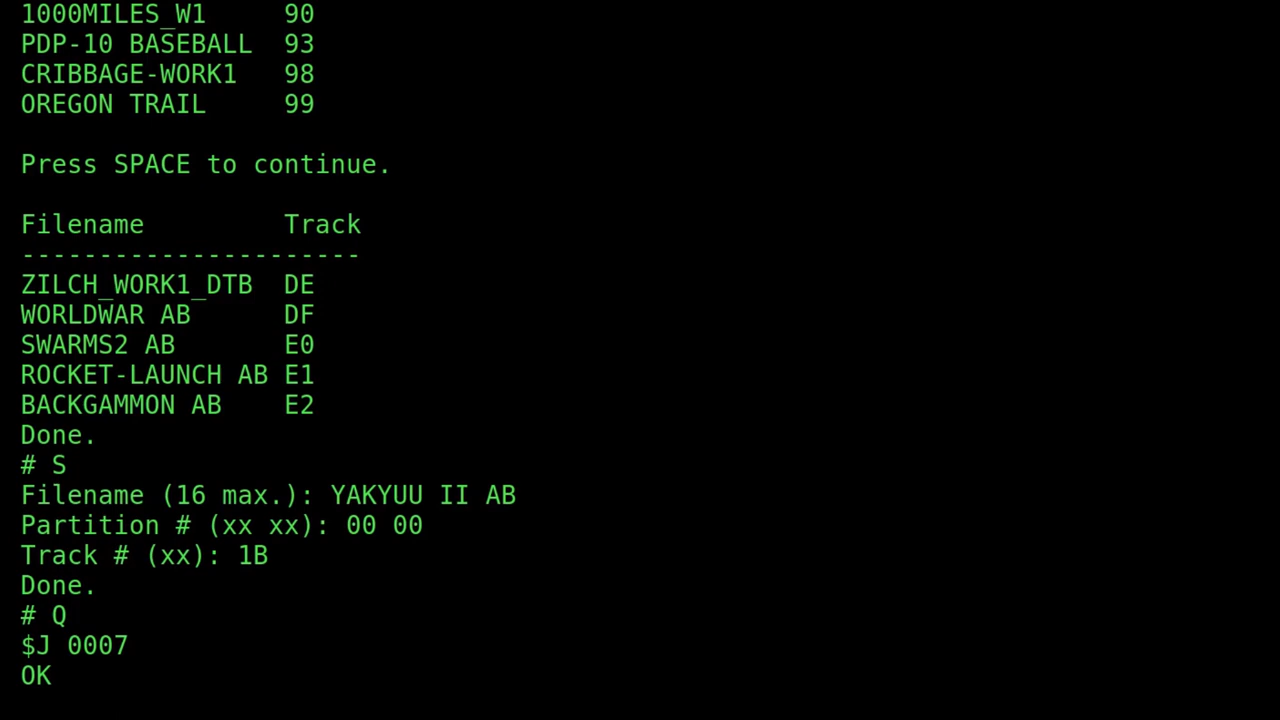 1000MILES_W1     90
PDP-10 BASEBALL  93
CRIBBAGE-WORK1   98
OREGON TRAIL     99
Press SPACE to continue.
Filename         Track
----------------------
ZILCH_WORK1_DTB  DE
WORLDWAR AB      DF
SWARMS2 AB       E0
ROCKET-LAUNCH AB E1
BACKGAMMON AB    E2
Done.
# S
Filename (16 max.): YAKYUU II AB
Partition # (xx xx): 00 00
Track # (xx): 1B
Done.
# Q
$J 0007
OK